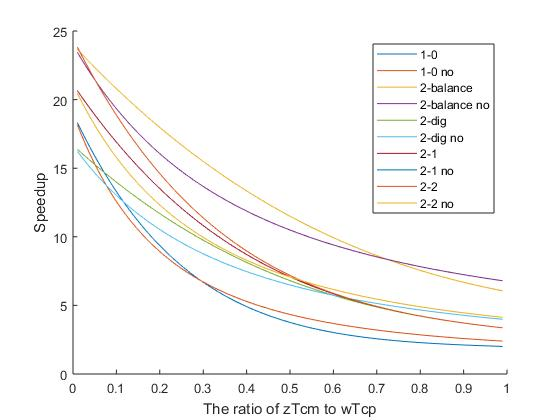 25
20
15
10
5
0
Speedup
1-0
1-0 no
2-balance
2-balance no
2-dig
2-dig no
2-1
2-1 no
2-2
2-2 no
0 0.1 0.2 0.3 0.4 0.5 0.6 0.7 0.8 0.9 1
The ratio of zTcm to wTcp